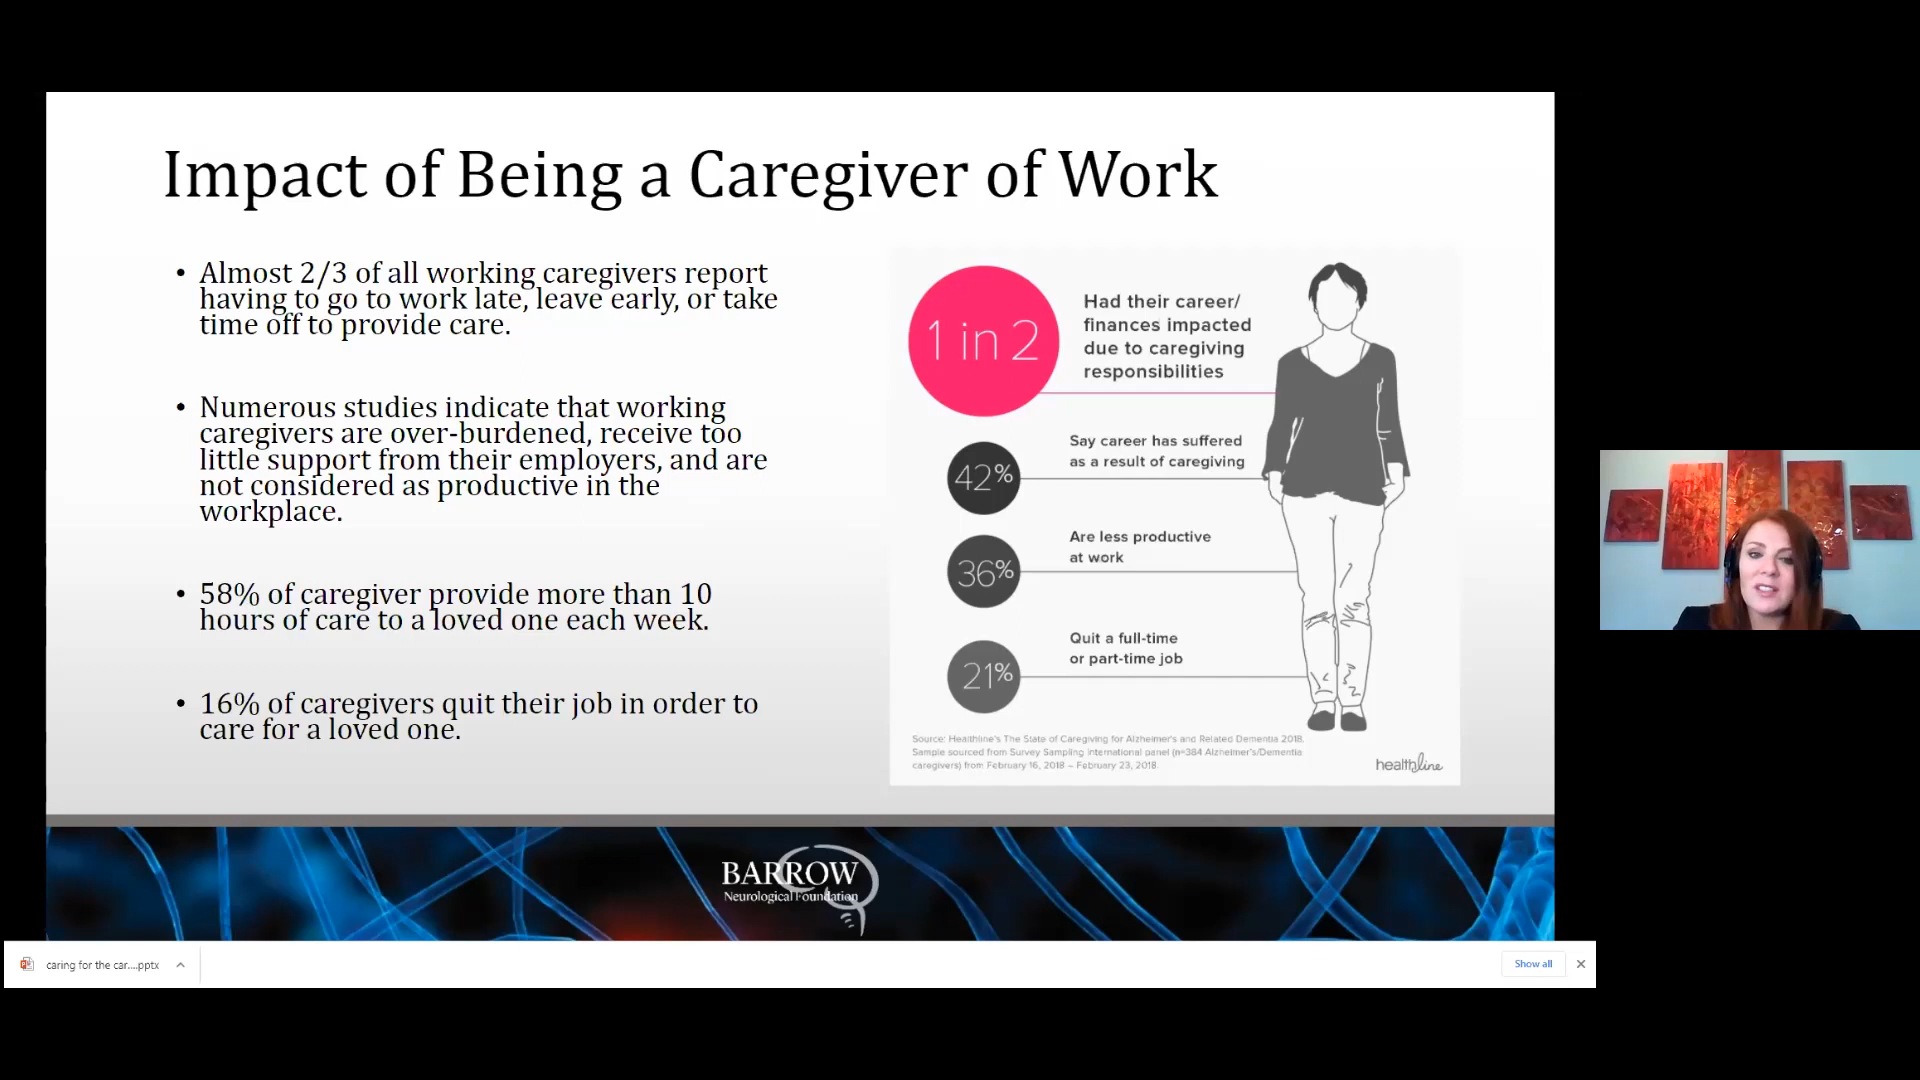 Impact of Being a Caregiver of Work
• Almost 2/3 of all working caregivers report
having to go to work late, leave early, or take
time off to provide care.
• Numerous studies indicate that working
caregivers are over-burdened, receive too
little support from their employers, and are
not considered as productive in the
workplace.
• 58% of caregiver provide more than 10
hours of care to a loved one each week.
• 16% of caregivers quit their job in order to
care for a loved one.
1 in 2
Had their career/
finances impacted
due to caregiving
responsibilities
42%
Say career has suffered
as a result of caregiving
36%
Are less productive
at work
21%
Quit a full-time
or part-time job
Source: Healthline's The State of Caregiving for Alzheimer's and Related Dementia 2018.
Sample sourced from Survey Sampling International panel (n=384 Alzheimer's/Dementia
caregivers) from February 16, 2018 – February 23, 2018.
healthline
BARROW
Neurological Foundation
caring for the car....pptx
Show all